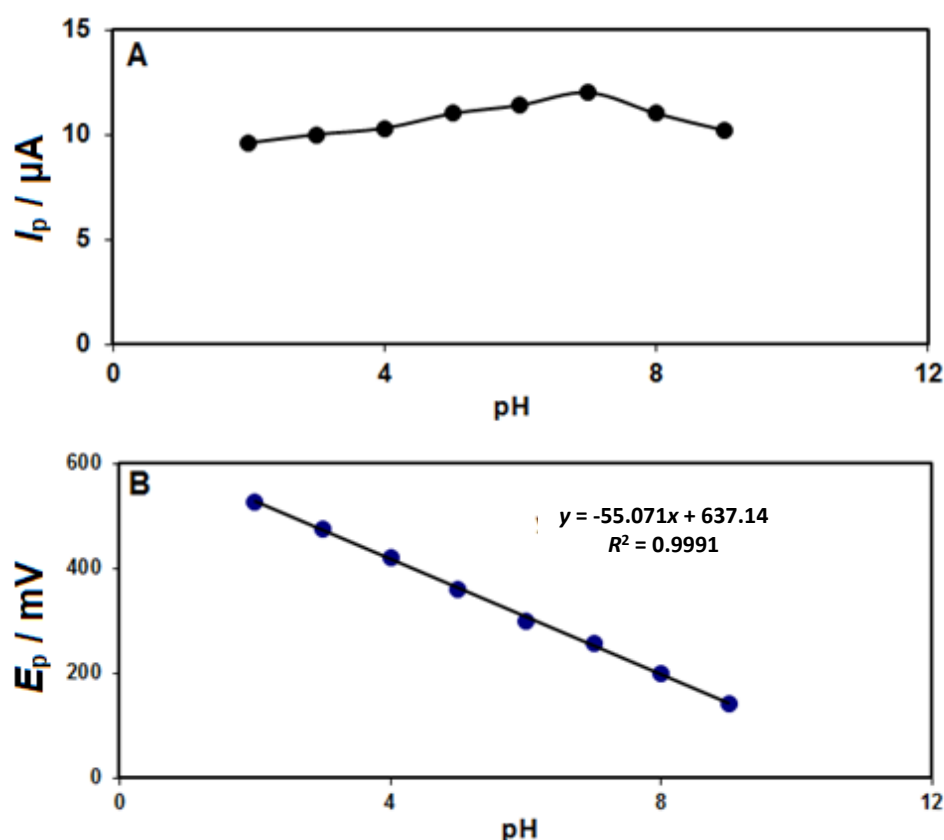 A
15
10
5
0
Ip / μA
0 4 8 12
pH
B
600
400
200
0
Ep / mV
y = -55.071x + 637.14
R² = 0.9991
0 4 8 12
pH